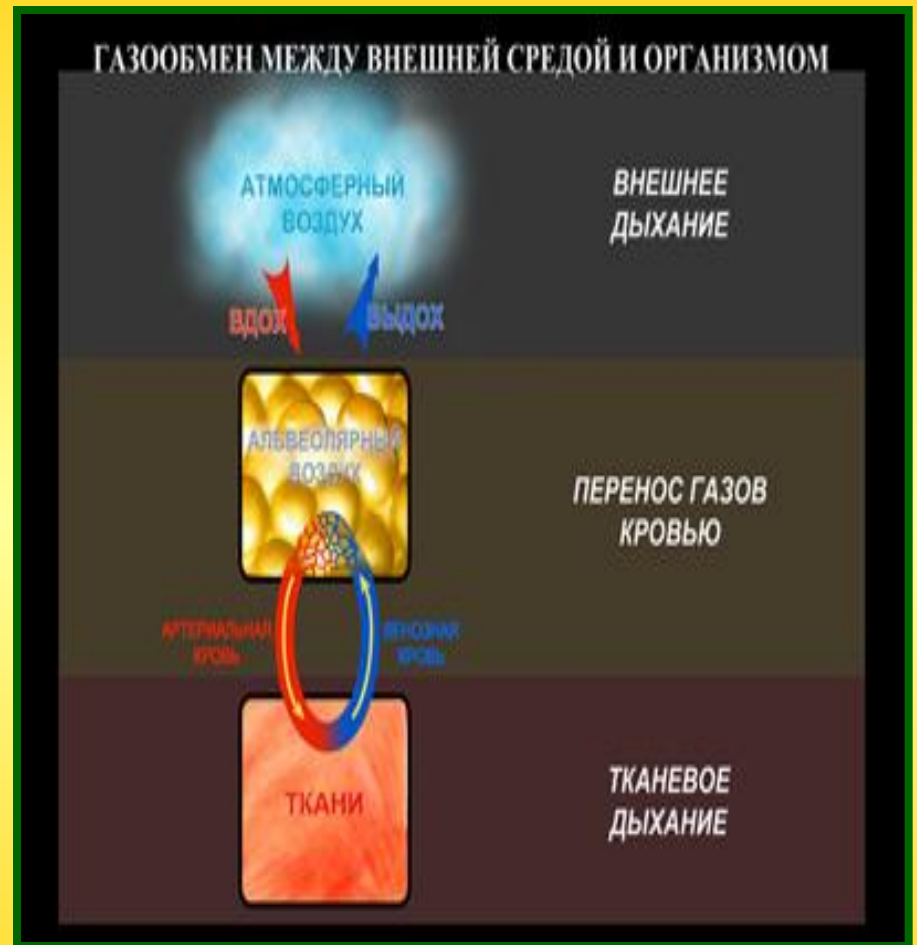 ГАЗООБМЕН МЕЖДУ ВНЕШНЕЙ СРЕДОЙ И ОРГАНИЗМОМ
АТМОСФЕРНЫЙ
ВОЗДУХ
ВНЕШНЕЕ
ДЫХАНИЕ
ВДОХ
ВЫДОХ
АЛЬВЕОЛЯРНЫЙ
ВОЗДУХ
ПЕРЕНОС ГАЗОВ
КРОВЬЮ
АРТЕРИАЛЬНАЯ
КРОВЬ
ВЕНОЗНАЯ
КРОВЬ
ТКАНИ
ТКАНЕВОЕ
ДЫХАНИЕ